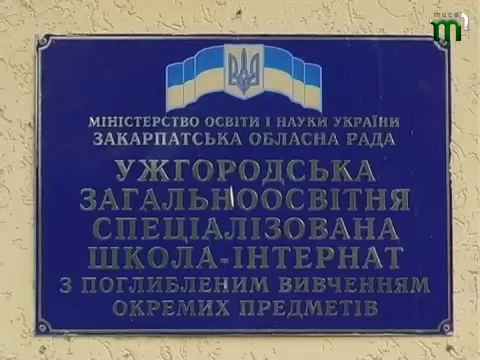 МІНІСТЕРСТВО ОСВІТИ І НАУКИ УКРАЇНИ
ЗАКАРПАТСЬКА ОБЛАСНА РАДА
УЖГОРОДСЬКА
ЗАГАЛЬНООСВІТНЯ
СПЕЦІАЛІЗОВАНА
ШКОЛА-ІНТЕРНАТ
З ПОГЛИБЛЕНИМ ВИВЧЕННЯМ
ОКРЕМИХ ПРЕДМЕТІВ